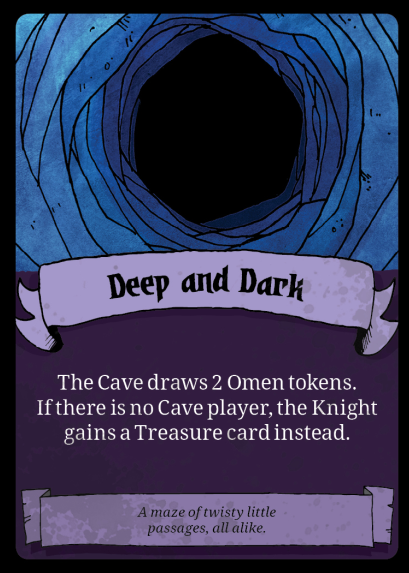 Deep and Dark
The Cave draws 2 Omen tokens.
If there is no Cave player, the Knight
gains a Treasure card instead.
A maze of twisty little
passages, all alike.